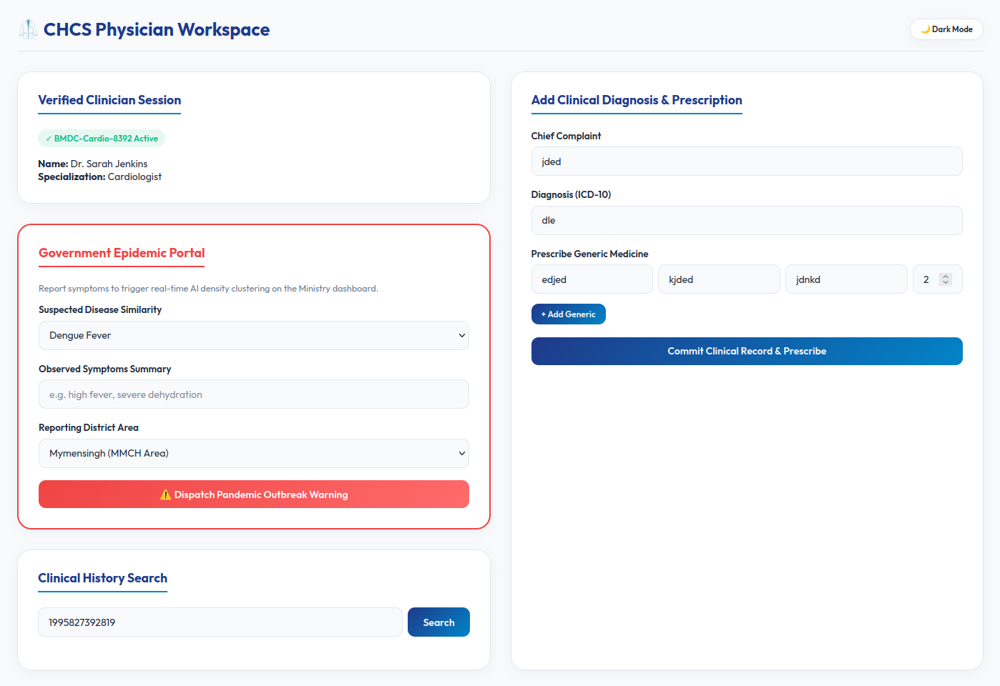 CHCS Physician Workspace
🌙 Dark Mode
Verified Clinician Session
✓ BMDC-Cardio-8392 Active
Name: Dr. Sarah Jenkins
Specialization: Cardiologist
Government Epidemic Portal
Report symptoms to trigger real-time AI density clustering on the Ministry dashboard.
Suspected Disease Similarity
Dengue Fever
Observed Symptoms Summary
e.g. high fever, severe dehydration
Reporting District Area
Mymensingh (MMCH Area)
⚠️ Dispatch Pandemic Outbreak Warning
Clinical History Search
1995827392819
Search
Add Clinical Diagnosis & Prescription
Chief Complaint
jded
Diagnosis (ICD-10)
dle
Prescribe Generic Medicine
edjed kjded jdnkd 2
+ Add Generic
Commit Clinical Record & Prescribe